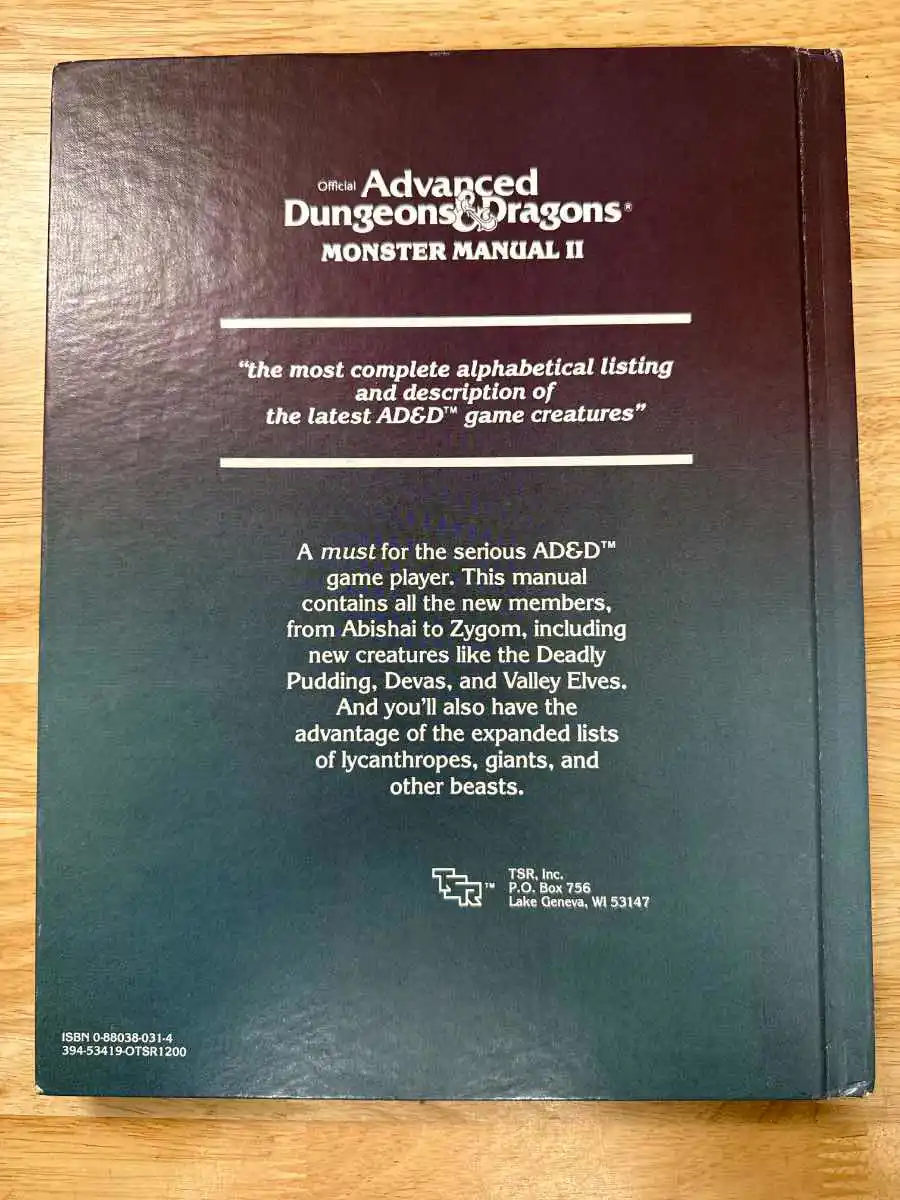 Official Advanced
Dungeons & Dragons®
MONSTER MANUAL II
“the most complete alphabetical listing
and description of
the latest AD&D™ game creatures”
A must for the serious AD&D™
game player. This manual
contains all the new members,
from Abishai to Zygom, including
new creatures like the Deadly
Pudding, Devas, and Valley Elves.
And you’ll also have the
advantage of the expanded lists
of lycanthropes, giants, and
other beasts.
TSR™
TSR, Inc.
P.O. Box 756
Lake Geneva, WI 53147
ISBN 0-88038-031-4
394-53419-OTSR1200